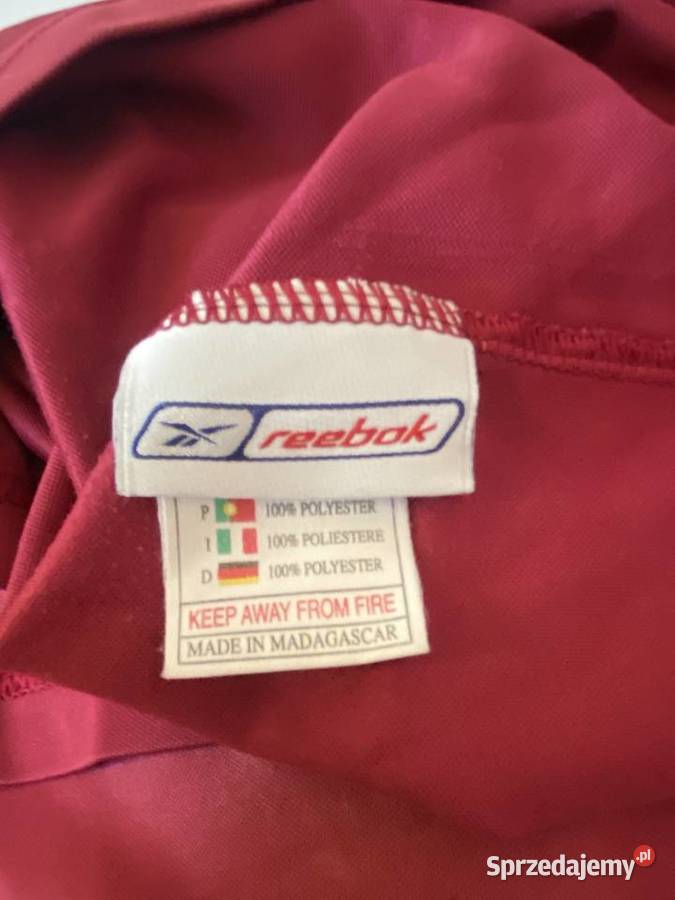 reebok
P 100% POLYESTER
I 100% POLIESTERE
D 100% POLYESTER
KEEP AWAY FROM FIRE
MADE IN MADAGASCAR
Sprzedajemy.pl